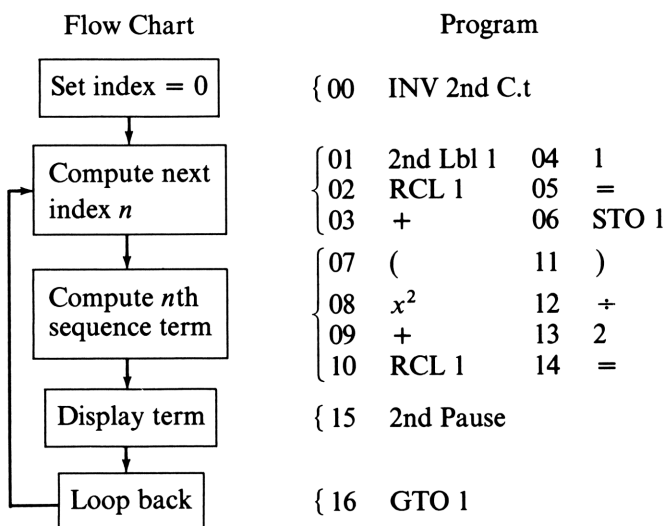 Flow Chart Program
Set index = 0 { 00 INV 2nd C.t
Compute next 01 2nd Lbl 1 04 1
index n 02 RCL 1 05 =
03 + 06 STO 1
07 ( 11 )
Compute nth 08 x² 12 ÷
sequence term 09 + 13 2
10 RCL 1 14 =
Display term { 15 2nd Pause
Loop back { 16 GTO 1